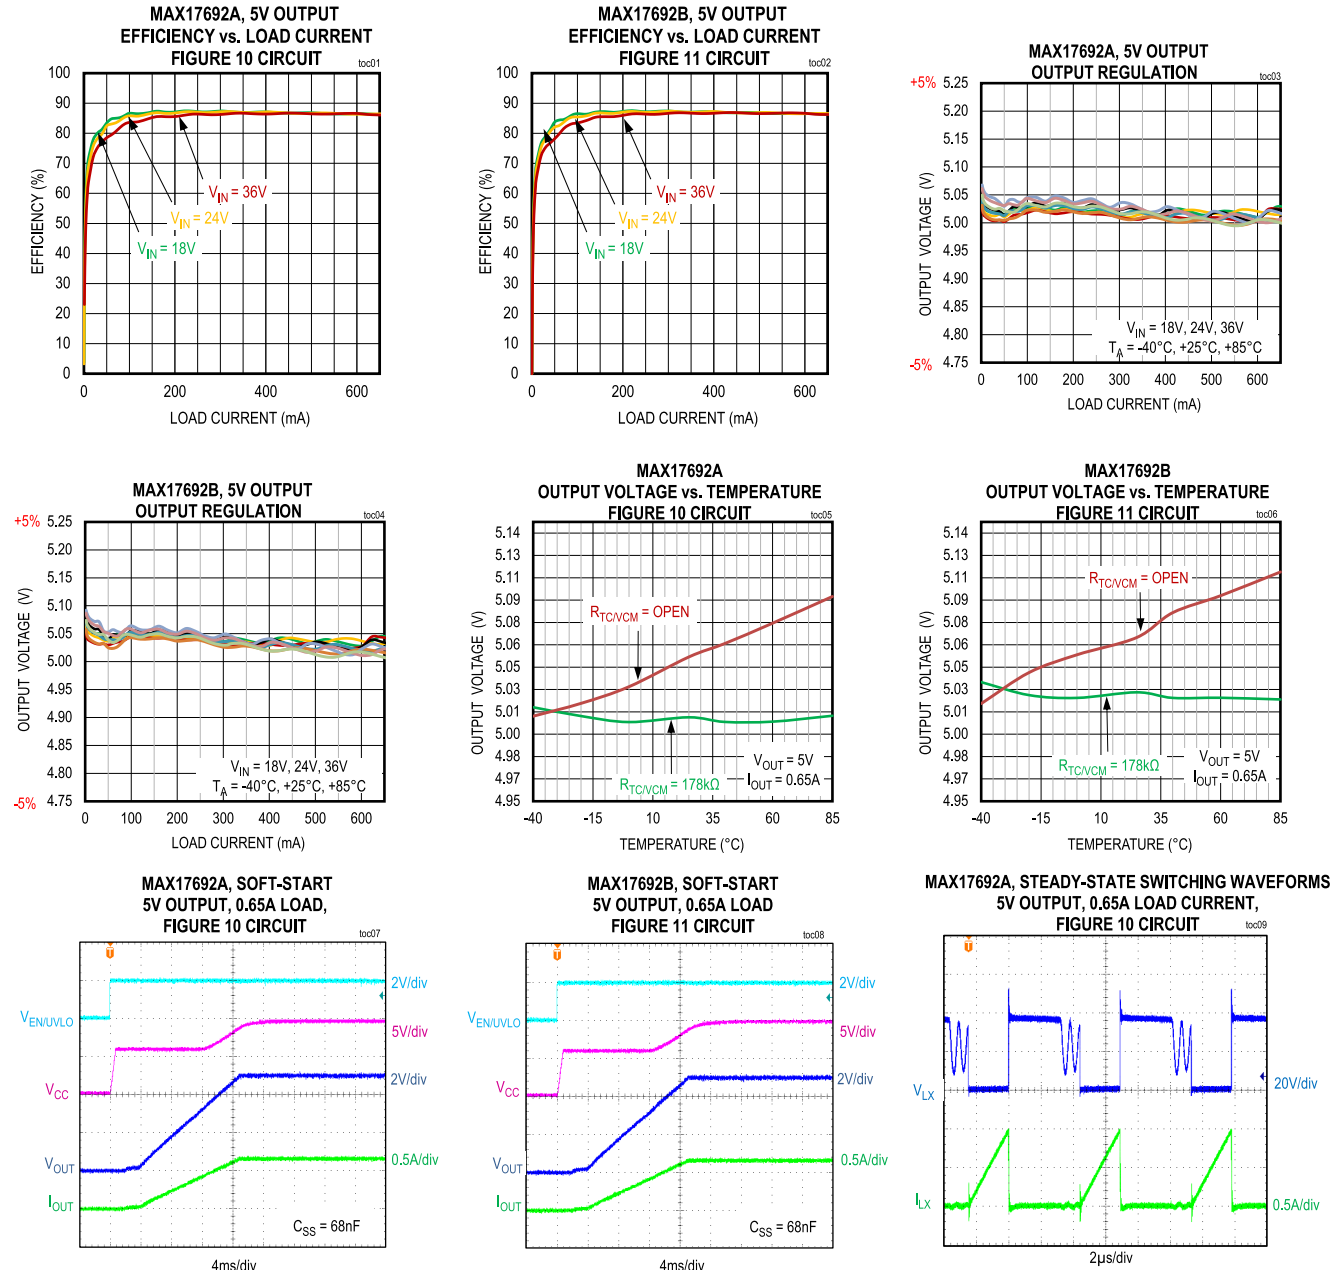 MAX17692A, 5V OUTPUT
EFFICIENCY vs. LOAD CURRENT
FIGURE 10 CIRCUIT
toc01
100
90
80
70
60
50
40
30
20
10
0
EFFICIENCY (%)
VIN = 36V
VIN = 24V
VIN = 18V
0 200 400 600
LOAD CURRENT (mA)
MAX17692B, 5V OUTPUT
EFFICIENCY vs. LOAD CURRENT
FIGURE 11 CIRCUIT
toc02
100
90
80
70
60
50
40
30
20
10
0
EFFICIENCY (%)
VIN = 36V
VIN = 24V
VIN = 18V
0 200 400 600
LOAD CURRENT (mA)
MAX17692A, 5V OUTPUT
OUTPUT REGULATION
toc03
+5% 5.25
5.20
5.15
5.10
5.05
5.00
4.95
4.90
4.85
4.80
-5% 4.75
OUTPUT VOLTAGE (V)
VIN = 18V, 24V, 36V
TA = -40°C, +25°C, +85°C
0 100 200 300 400 500 600
LOAD CURRENT (mA)
MAX17692B, 5V OUTPUT
OUTPUT REGULATION
toc04
+5% 5.25
5.20
5.15
5.10
5.05
5.00
4.95
4.90
4.85
4.80
-5% 4.75
OUTPUT VOLTAGE (V)
VIN = 18V, 24V, 36V
TA = -40°C, +25°C, +85°C
0 100 200 300 400 500 600
LOAD CURRENT (mA)
MAX17692A
OUTPUT VOLTAGE vs. TEMPERATURE
FIGURE 10 CIRCUIT
toc05
5.14
5.13
5.11
5.09
5.08
5.06
5.05
5.03
5.01
5.00
4.98
4.97
4.95
OUTPUT VOLTAGE (V)
RTC/VCM = OPEN
RTC/VCM = 178kΩ
VOUT = 5V
IOUT = 0.65A
-40 -15 10 35 60 85
TEMPERATURE (°C)
MAX17692B
OUTPUT VOLTAGE vs. TEMPERATURE
FIGURE 11 CIRCUIT
toc06
5.14
5.13
5.11
5.09
5.08
5.06
5.05
5.03
5.01
5.00
4.98
4.97
4.95
OUTPUT VOLTAGE (V)
RTC/VCM = OPEN
RTC/VCM = 178kΩ
VOUT = 5V
IOUT = 0.65A
-40 -15 10 35 60 85
TEMPERATURE (°C)
MAX17692A, SOFT-START
5V OUTPUT, 0.65A LOAD,
FIGURE 10 CIRCUIT
toc07
T
2V/div
VEN/UVLO
5V/div
VCC
2V/div
VOUT
0.5A/div
IOUT
CSS = 68nF
4ms/div
MAX17692B, SOFT-START
5V OUTPUT, 0.65A LOAD
FIGURE 11 CIRCUIT
toc08
T
2V/div
VEN/UVLO
5V/div
VCC
2V/div
VOUT
0.5A/div
IOUT
CSS = 68nF
4ms/div
MAX17692A, STEADY-STATE SWITCHING WAVEFORMS
5V OUTPUT, 0.65A LOAD CURRENT,
FIGURE 10 CIRCUIT
toc09
T
VLX
20V/div
ILX
0.5A/div
2µs/div